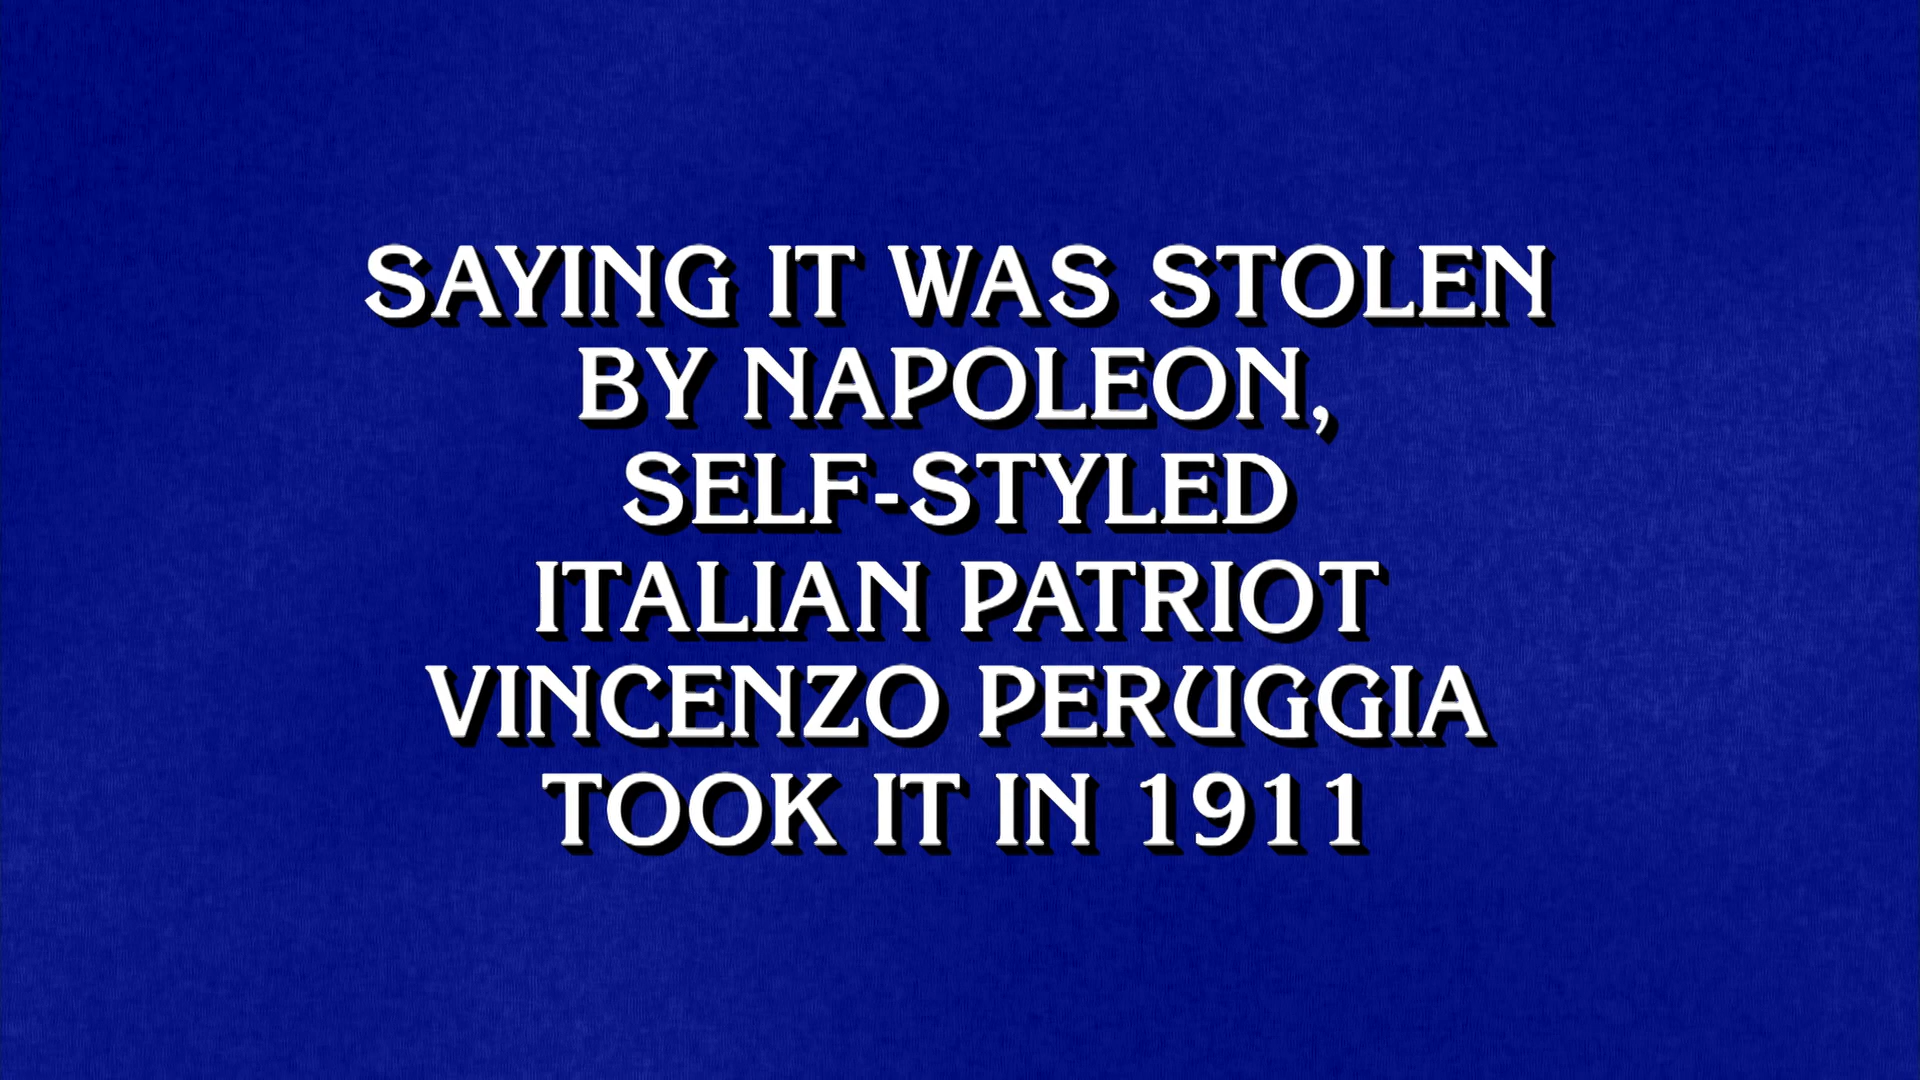 SAYING IT WAS STOLEN
BY NAPOLEON,
SELF-STYLED
ITALIAN PATRIOT
VINCENZO PERUGGIA
TOOK IT IN 1911